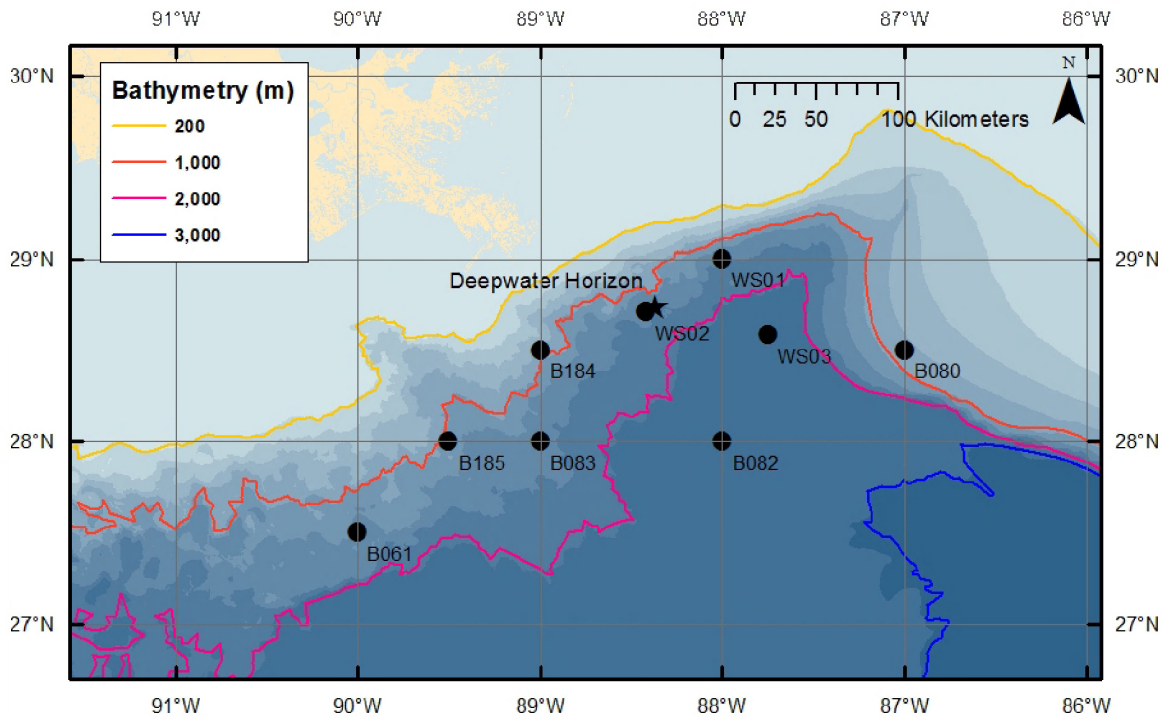 91°W 90°W 89°W 88°W 87°W 86°W
30°N 30°N
Bathymetry (m)
200
1,000
2,000
3,000
N
0 25 50 100 Kilometers
29°N 29°N
Deepwater Horizon
WS01
WS02
WS03
B184
B080
28°N 28°N
B185
B083
B082
B061
27°N 27°N
91°W 90°W 89°W 88°W 87°W 86°W